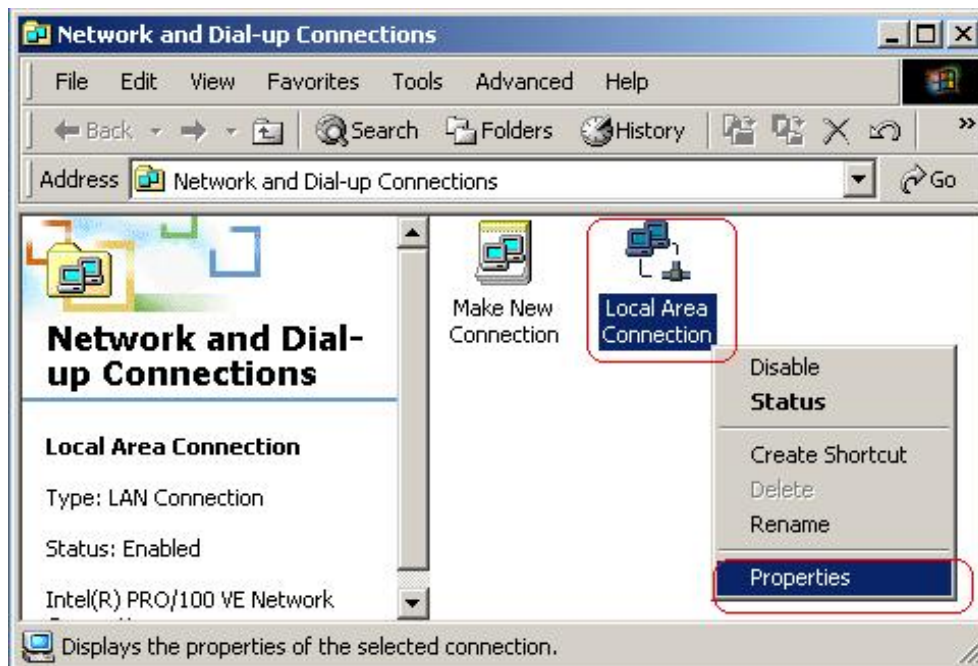 Network and Dial-up Connections
File Edit View Favorites Tools Advanced Help
Back Search Folders History »
Address Network and Dial-up Connections Go
Make New Connection
Local Area Connection
Network and Dial-
up Connections
Local Area Connection
Type: LAN Connection
Status: Enabled
Intel(R) PRO/100 VE Network
Disable
Status
Create Shortcut
Delete
Rename
Properties
Displays the properties of the selected connection.